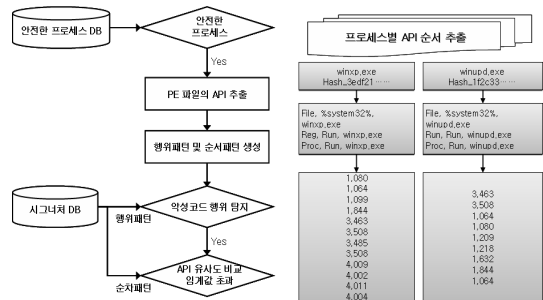 안전한 프로세스 DB
안전한
프로세스
Yes
PE 파일의 API 추출
행위패턴 및 순서패턴 생성
시그너처 DB
행위패턴
악성코드 행위 탐지
Yes
순차패턴
API 유사도 비교
임계값 초과
프로세스별 API 순서 추출
winxp.exe
Hash_3edf21……
File, %system32%,
winxp.exe
Reg, Run, winxp.exe
Proc, Run, winxp.exe
1,080
1,064
1,099
1,844
3,463
3,508
3,485
3,508
4,009
4,002
4,011
4,004
winupd.exe
Hash_1f2c33……
File, %system32%,
winupd.exe
Run, Run, winupd.exe
Proc, Run, winupd.exe
3,463
3,508
1,064
1,080
1,209
1,218
1,632
1,844
1,064